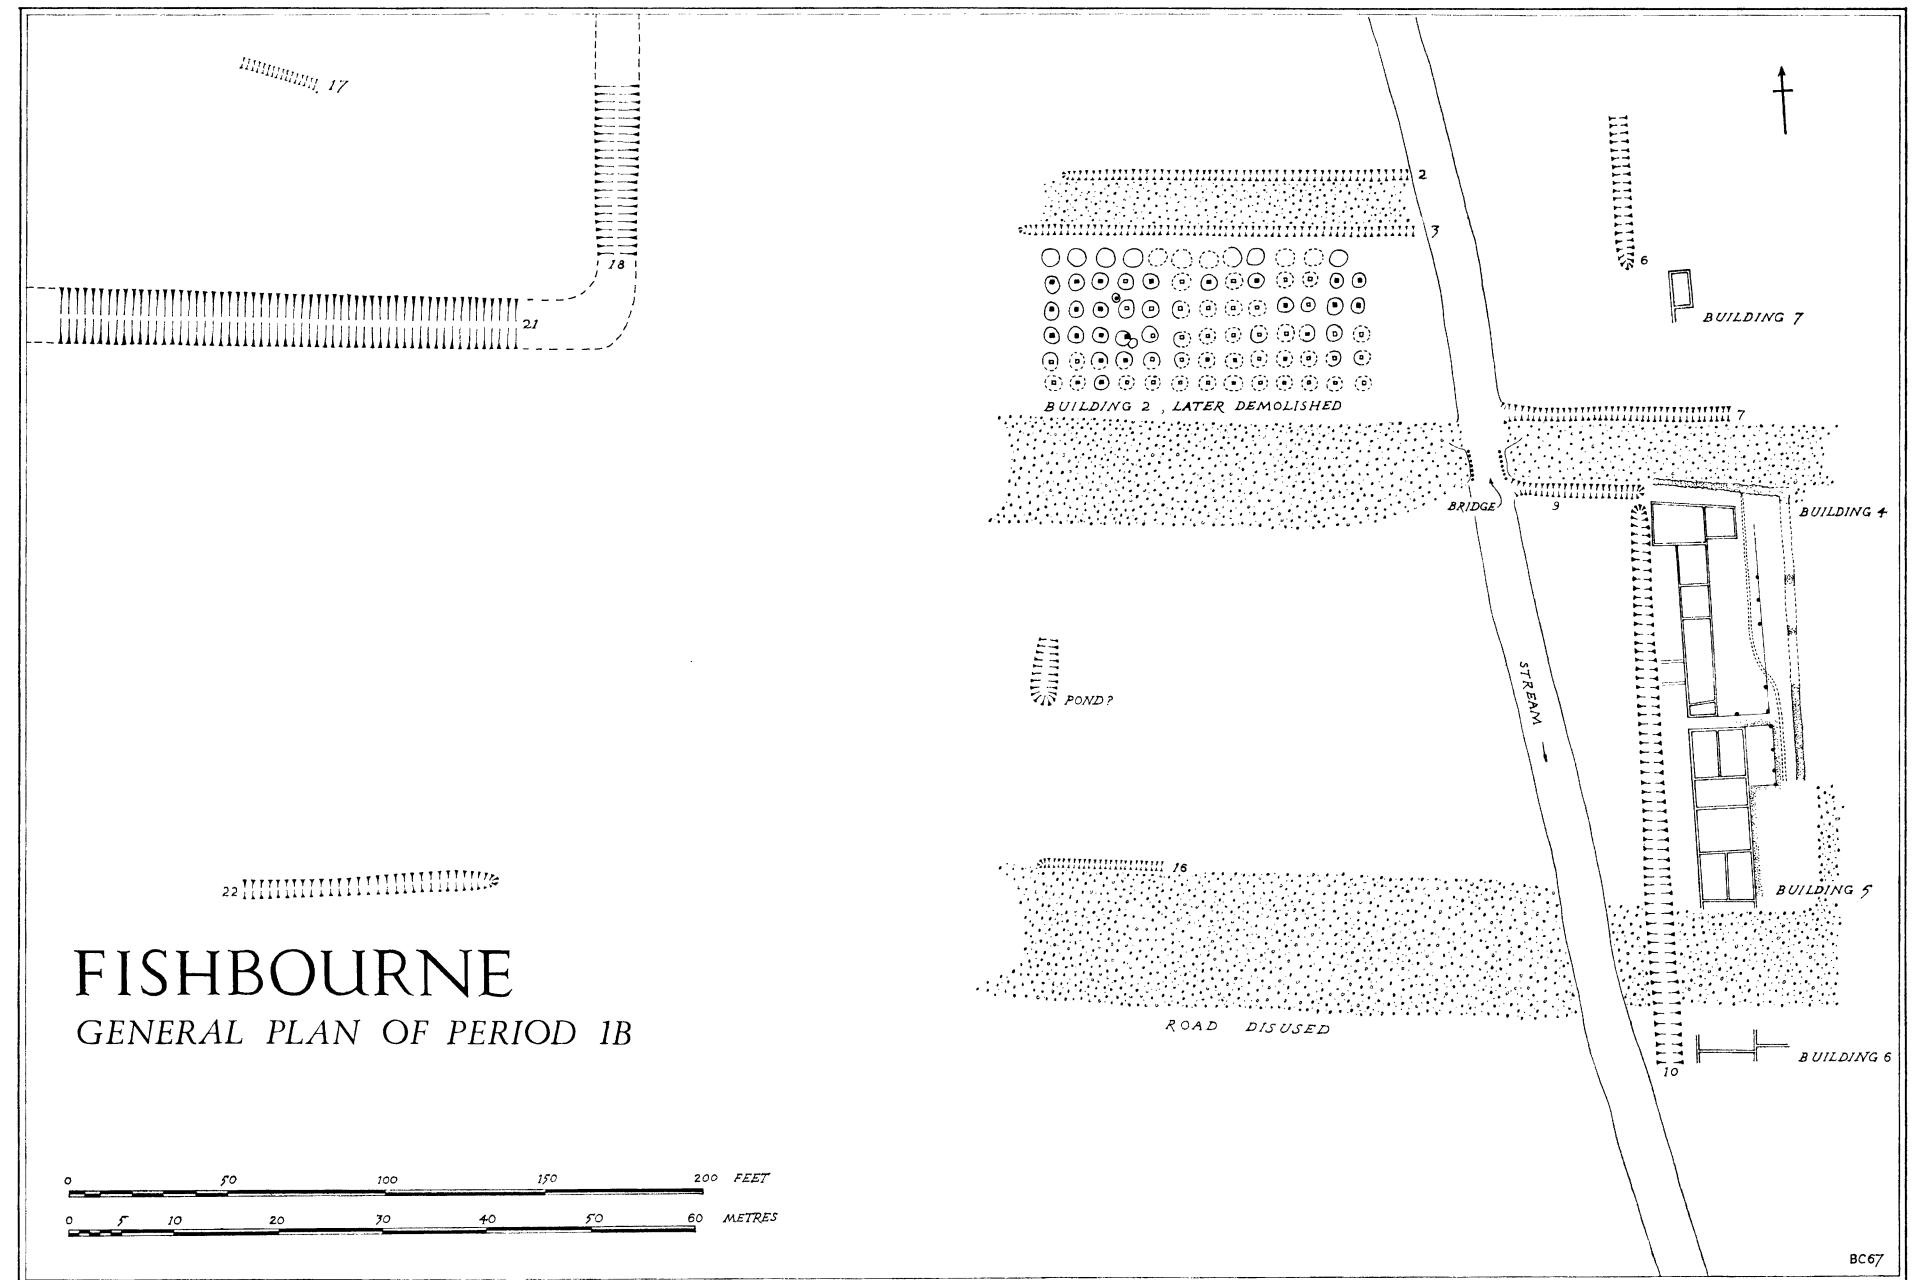 17
18
21
2
3
6
BUILDING 7
BUILDING 2, LATER DEMOLISHED
7
BRIDGE
9
BUILDING 4
STREAM
POND?
16
22
BUILDING 5
FISHBOURNE
GENERAL PLAN OF PERIOD 1B
ROAD DISUSED
BUILDING 6
10
0 50 100 150 200 FEET
0 5 10 20 30 40 50 60 METRES
BC67